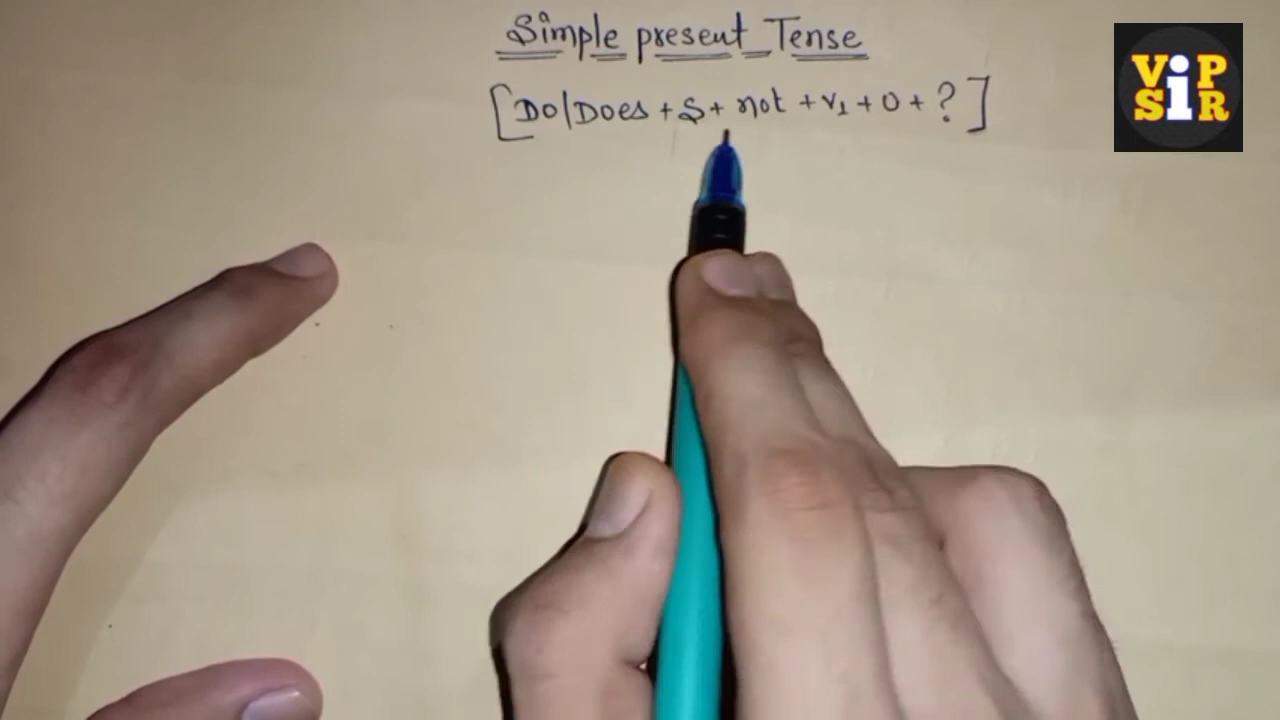 Simple present Tense
[Do/Does + S + not + V1 + O + ?]
ViP
SiR